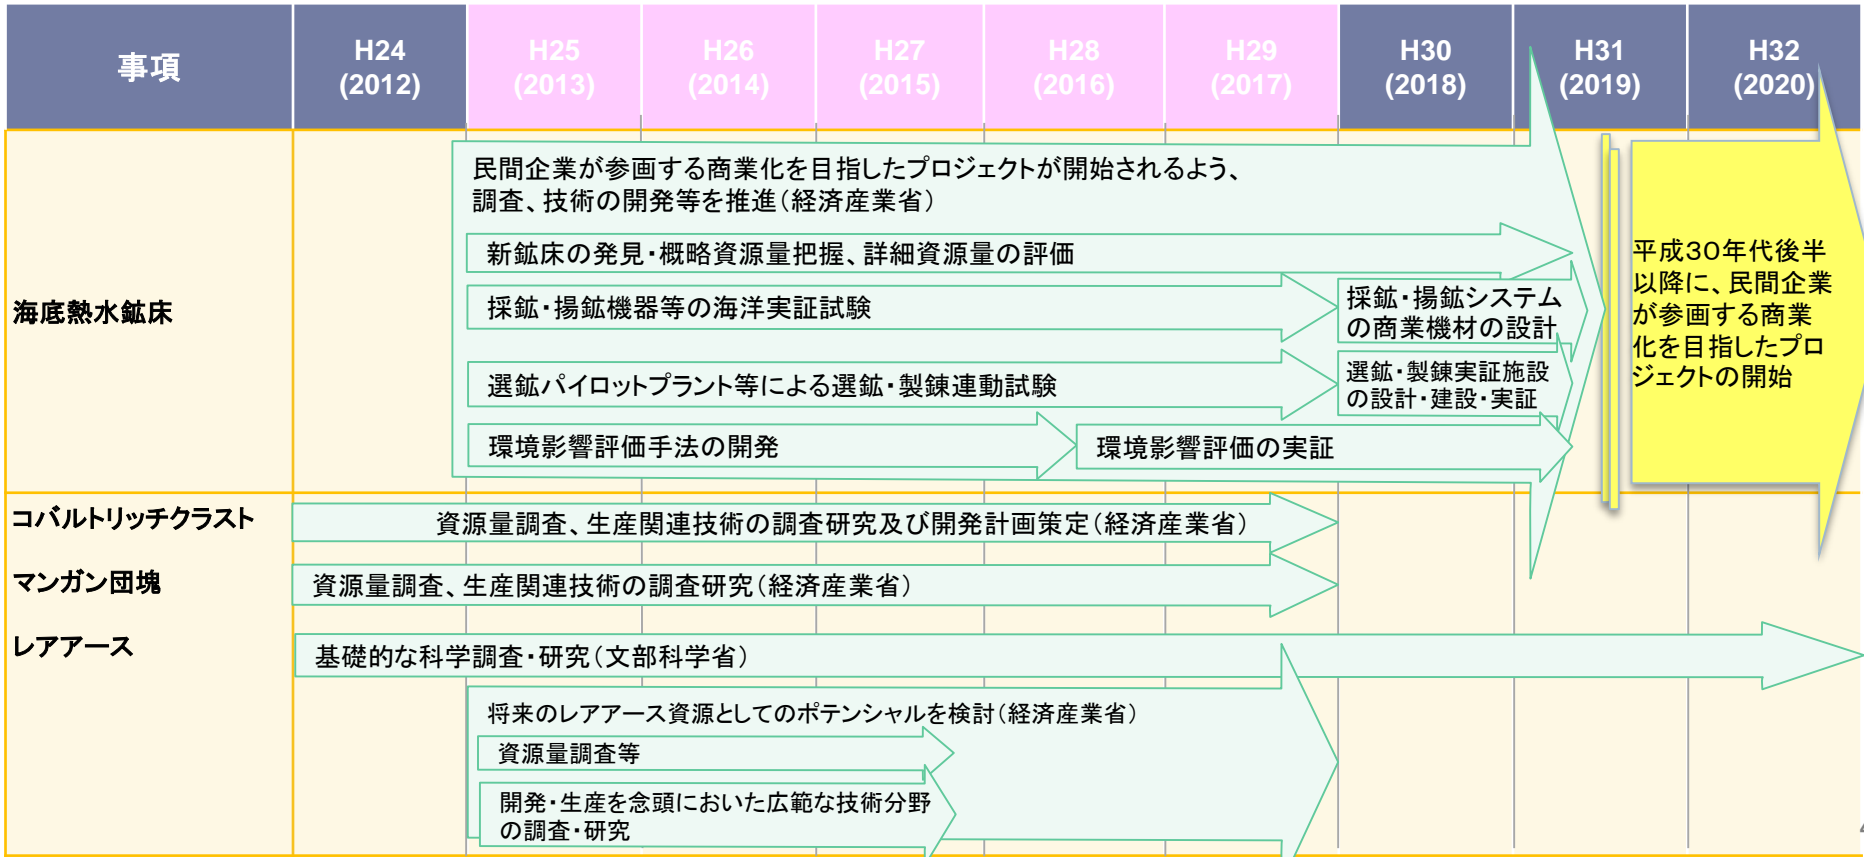 事項
H24
(2012)
H25
(2013)
H26
(2014)
H27
(2015)
H28
(2016)
H29
(2017)
H30
(2018)
H31
(2019)
H32
(2020)
海底熱水鉱床
民間企業が参画する商業化を目指したプロジェクトが開始されるよう、
調査、技術の開発等を推進（経済産業省）
新鉱床の発見・概略資源量把握、詳細資源量の評価
採鉱・揚鉱機器等の海洋実証試験
採鉱・揚鉱システム
の商業機材の設計
選鉱パイロットプラント等による選鉱・製錬連動試験
選鉱・製錬実証施設
の設計・建設・実証
環境影響評価手法の開発
環境影響評価の実証
平成３０年代後半
以降に、民間企業
が参画する商業
化を目指したプロ
ジェクトの開始
コバルトリッチクラスト
資源量調査、生産関連技術の調査研究及び開発計画策定（経済産業省）
マンガン団塊
資源量調査、生産関連技術の調査研究（経済産業省）
レアアース
基礎的な科学調査・研究（文部科学省）
将来のレアアース資源としてのポテンシャルを検討（経済産業省）
資源量調査等
開発・生産を念頭においた広範な技術分野
の調査・研究